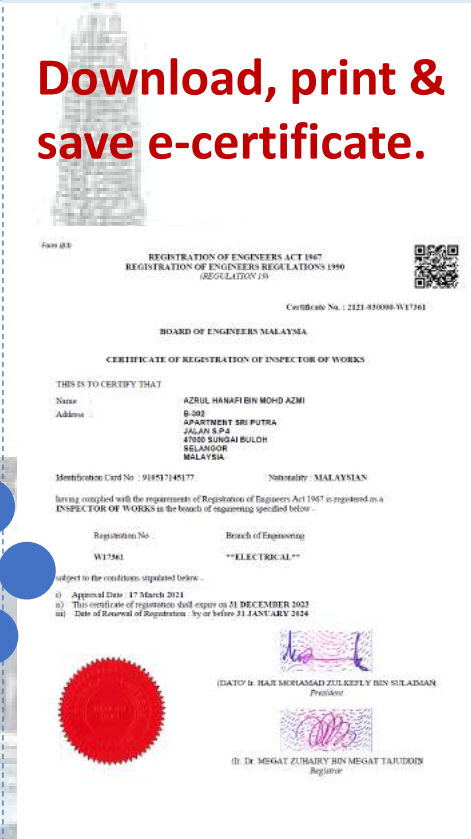 Download, print &
save e-certificate.
REGISTRATION OF ENGINEERS ACT 1967
REGISTRATION OF ENGINEERS REGULATIONS 1990
(REGULATION 19)
Certificate No. : 2121-030000-W17361
BOARD OF ENGINEERS MALAYSIA
CERTIFICATE OF REGISTRATION OF INSPECTOR OF WORKS
THIS IS TO CERTIFY THAT
Name : AZRUL HANAFI BIN MOHD AZMI
Address : B-302
APARTMENT SRI PUTRA
JALAN S.P4
47000 SUNGAI BULOH
SELANGOR
MALAYSIA
Identification Card No : 910517145177 Nationality : MALAYSIAN
having complied with the requirements of Registration of Engineers Act 1967 is registered as a
INSPECTOR OF WORKS in the branch of engineering specified below -
Registration No : Branch of Engineering
W17361 **ELECTRICAL**
subject to the conditions stipulated below -
i) Approval Date : 17 March 2021
ii) This certificate of registration shall expire on 31 DECEMBER 2023
iii) Date of Renewal of Registration : by or before 31 JANUARY 2024
(DATO' Ir. HAJI MOHAMAD ZULKEFLY BIN SULAIMAN)
President
(Ir. Dr. MEGAT ZUHAIRY BIN MEGAT TAJUDDIN
Registrar